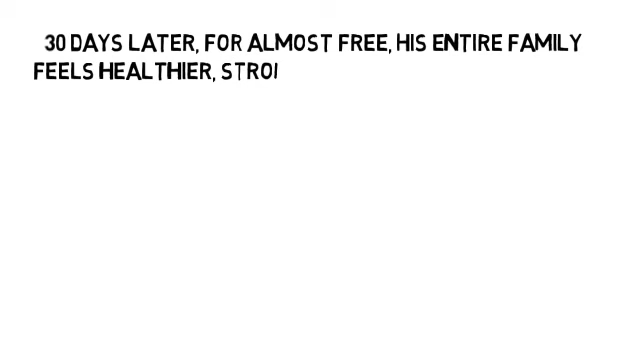 30 DAYS LATER, FOR ALMOST FREE, HIS ENTIRE FAMILY
FEELS HEALTHIER,